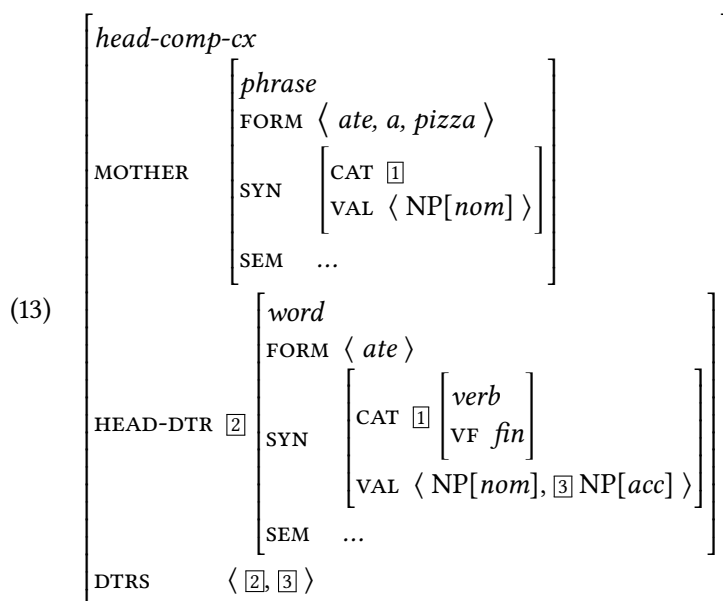 head-comp-cx
phrase
FORM ⟨ ate, a, pizza ⟩
MOTHER
SYN
CAT 1
VAL ⟨ NP[nom] ⟩
SEM ...
(13)
word
FORM ⟨ ate ⟩
HEAD-DTR 2
SYN
CAT 1
verb
VF fin
VAL ⟨ NP[nom], 3 NP[acc] ⟩
SEM ...
DTRS ⟨ 2, 3 ⟩